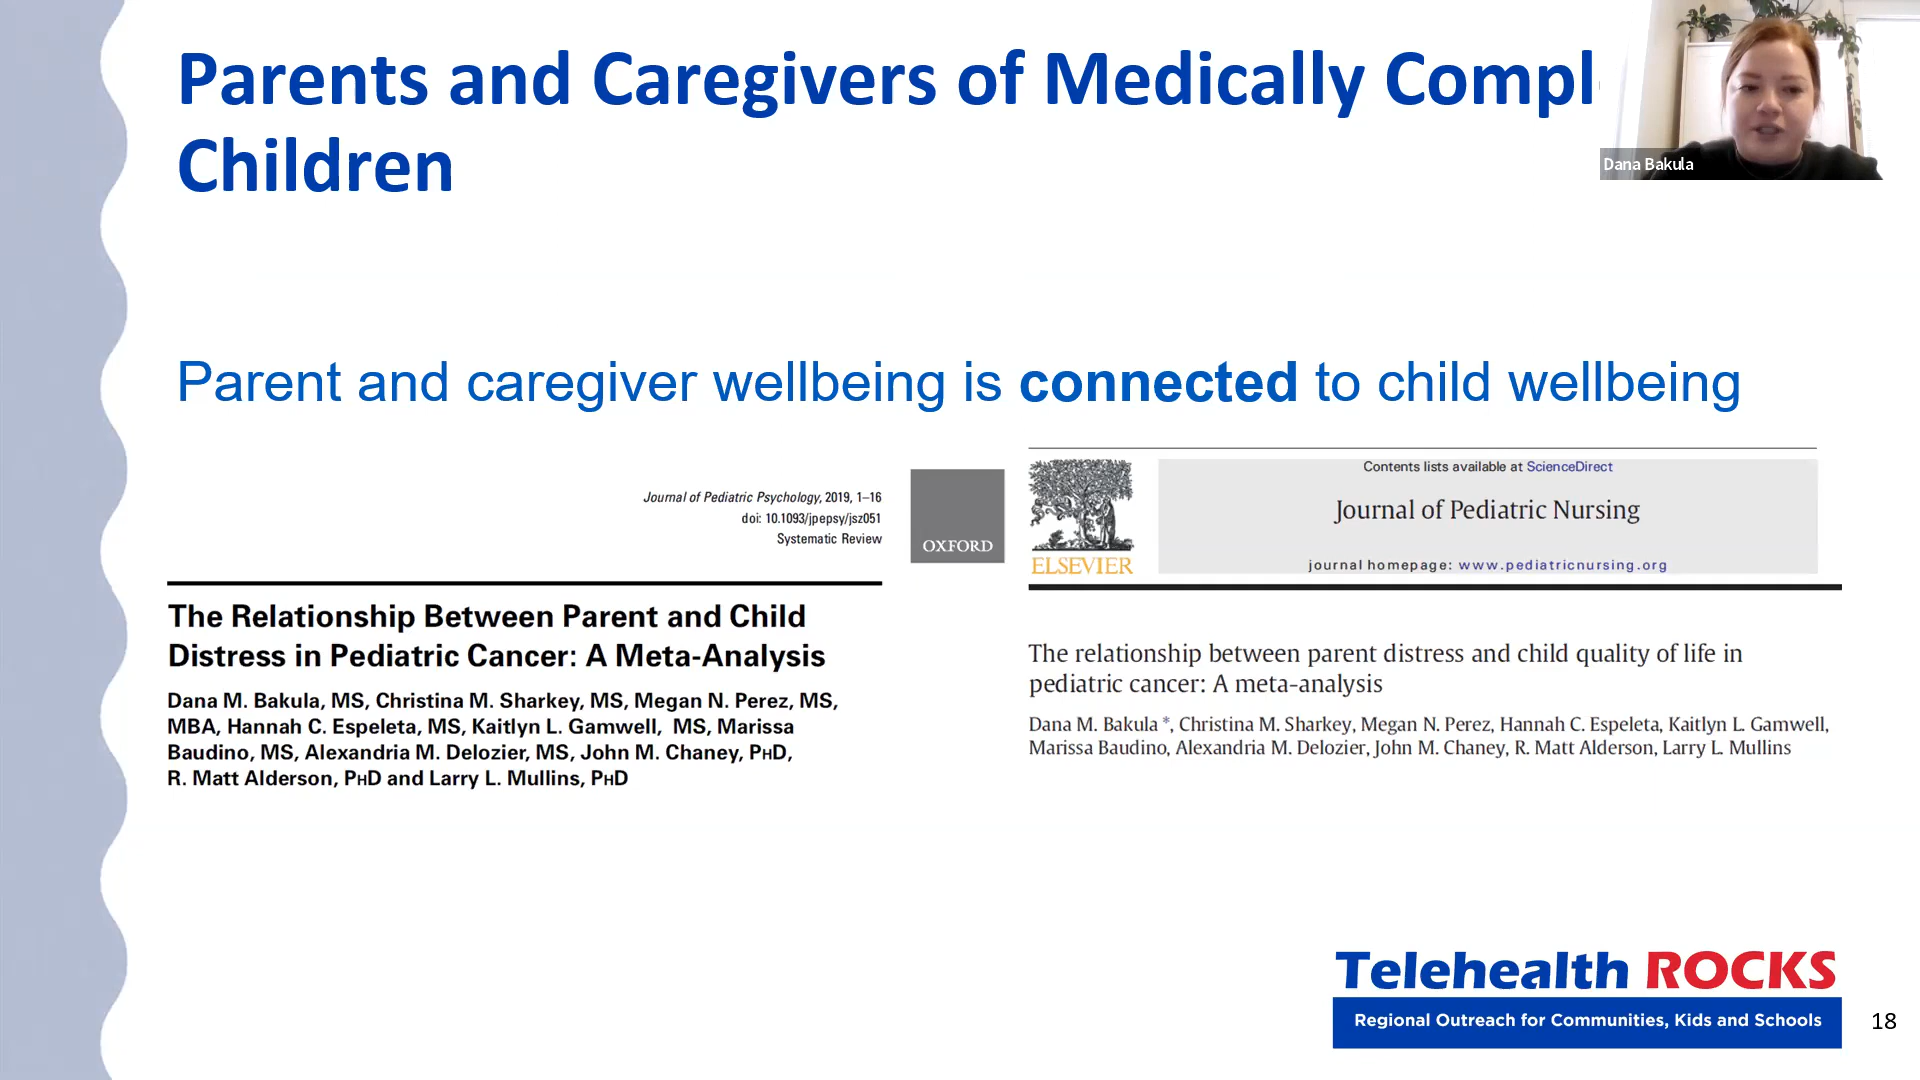 Parents and Caregivers of Medically Compl
Children
Dana Bakula
Parent and caregiver wellbeing is connected to child wellbeing
Journal of Pediatric Psychology, 2019, 1–16
doi: 10.1093/jpepsy/jsz051
Systematic Review
OXFORD
The Relationship Between Parent and Child
Distress in Pediatric Cancer: A Meta-Analysis
Dana M. Bakula, MS, Christina M. Sharkey, MS, Megan N. Perez, MS,
MBA, Hannah C. Espeleta, MS, Kaitlyn L. Gamwell, MS, Marissa
Baudino, MS, Alexandria M. Delozier, MS, John M. Chaney, PHD,
R. Matt Alderson, PHD and Larry L. Mullins, PHD
ELSEVIER
Contents lists available at ScienceDirect
Journal of Pediatric Nursing
journal homepage: www.pediatricnursing.org
The relationship between parent distress and child quality of life in
pediatric cancer: A meta-analysis
Dana M. Bakula *, Christina M. Sharkey, Megan N. Perez, Hannah C. Espeleta, Kaitlyn L. Gamwell,
Marissa Baudino, Alexandria M. Delozier, John M. Chaney, R. Matt Alderson, Larry L. Mullins
Telehealth ROCKS
Regional Outreach for Communities, Kids and Schools
18